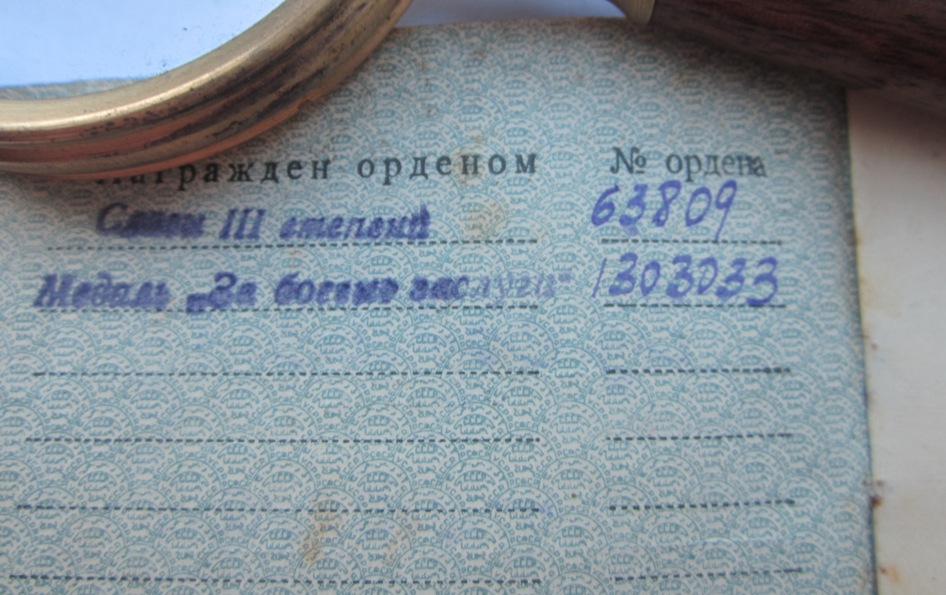 Награжден орденом № ордена
Славы III степени 63809
Медаль „За боевые заслуги“ 1303033